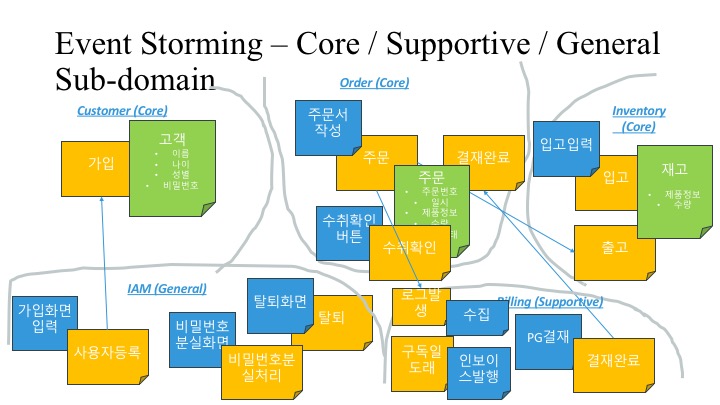 Event Storming – Core / Supportive / General
Sub-domain
Customer (Core)
가입
고객
• 이름
• 나이
• 성별
• 비밀번호
Order (Core)
주문서
작성
주문
결재완료
주문
• 주문번호
• 일시
• 제품정보
• 수량
수취확인
버튼
수취확인
Inventory
(Core)
입고입력
입고
재고
• 제품정보
• 수량
출고
IAM (General)
가입화면
입력
사용자등록
비밀번호
분실화면
비밀번호분
실처리
탈퇴화면
탈퇴
Billing (Supportive)
로그발
생
수집
구독일
도래
인보이
스발행
PG결재
결재완료